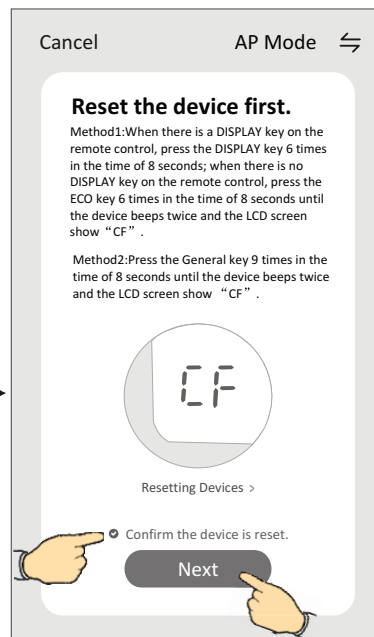 Cancel AP Mode
Reset the device first.
Method1:When there is a DISPLAY key on the
remote control, press the DISPLAY key 6 times
in the time of 8 seconds; when there is no
DISPLAY key on the remote control, press the
ECO key 6 times in the time of 8 seconds until
the device beeps twice and the LCD screen
show “CF” .
Method2:Press the General key 9 times in the
time of 8 seconds until the device beeps twice
and the LCD screen show “CF” .
CF
Resetting Devices >
Confirm the device is reset.
Next